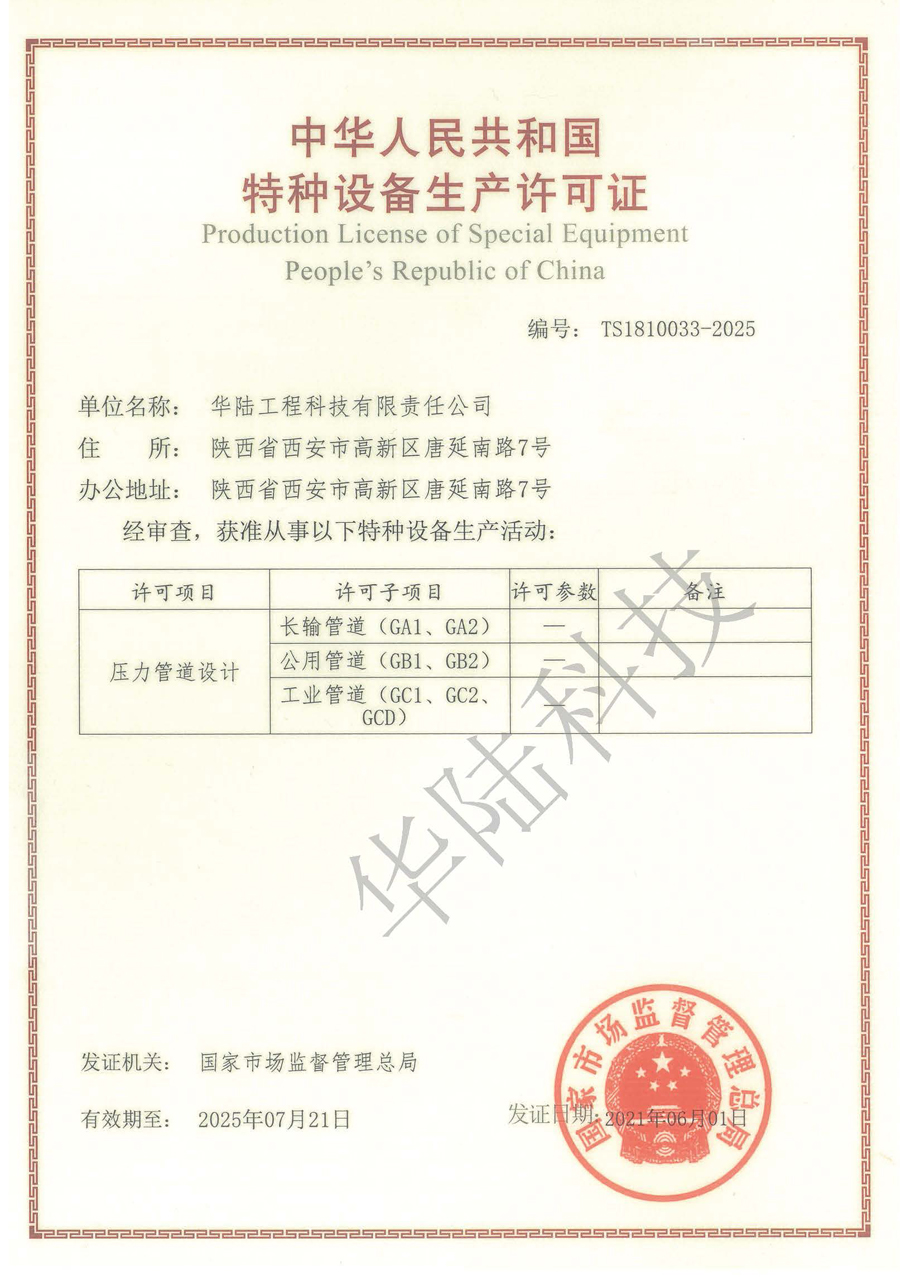 中华人民共和国
特种设备生产许可证
Production License of Special Equipment
People's Republic of China
编号： TS1810033-2025
单位名称： 华陆工程科技有限责任公司
住　　所： 陕西省西安市高新区唐延南路7号
办公地址： 陕西省西安市高新区唐延南路7号
经审查，获准从事以下特种设备生产活动：
许可项目 许可子项目 许可参数 备注
压力管道设计
长输管道（GA1、GA2） —
公用管道（GB1、GB2） —
工业管道（GC1、GC2、
GCD） —
华陆科技
发证机关： 国家市场监督管理总局
有效期至： 2025年07月21日
发证日期： 2021年06月01日
国家市场监督管理总局